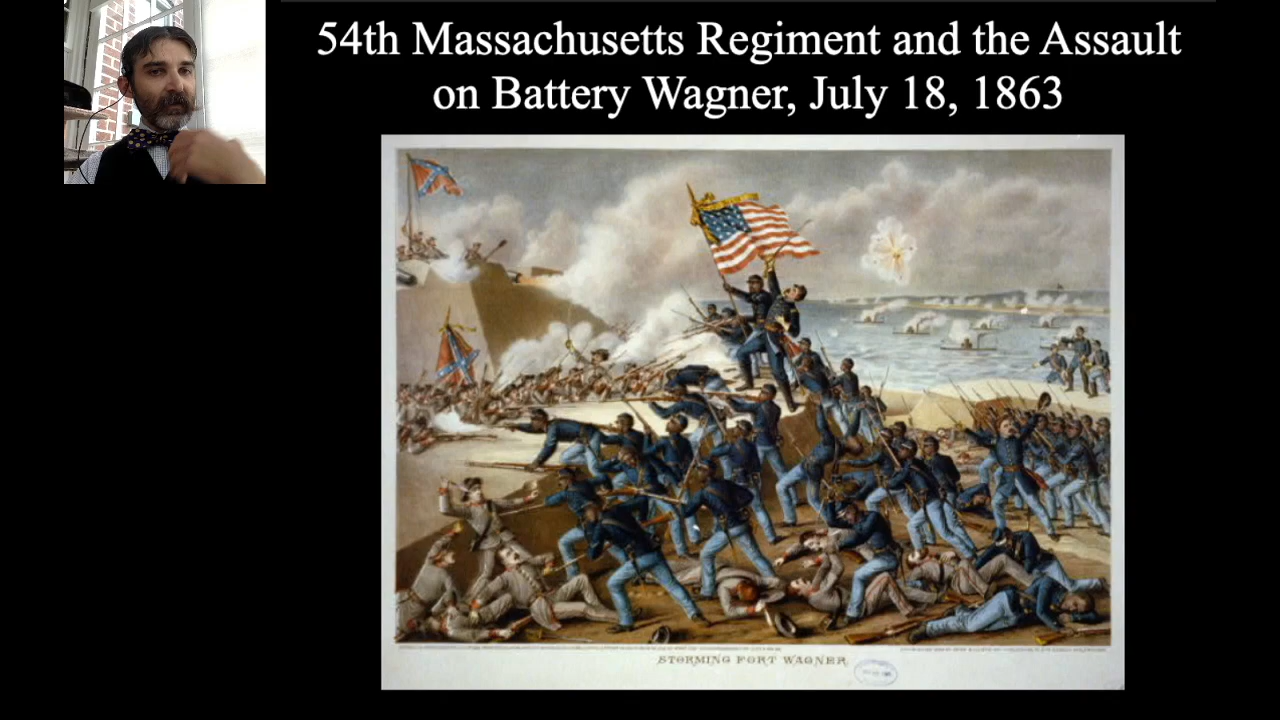 54th Massachusetts Regiment and the Assault
on Battery Wagner, July 18, 1863
STORMING FORT WAGNER